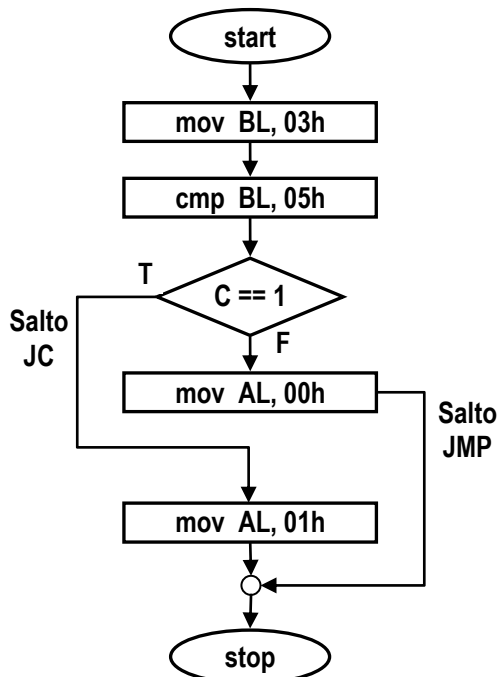 start
mov BL, 03h
cmp BL, 05h
T
C == 1
Salto
JC
F
mov AL, 00h
Salto
JMP
mov AL, 01h
stop